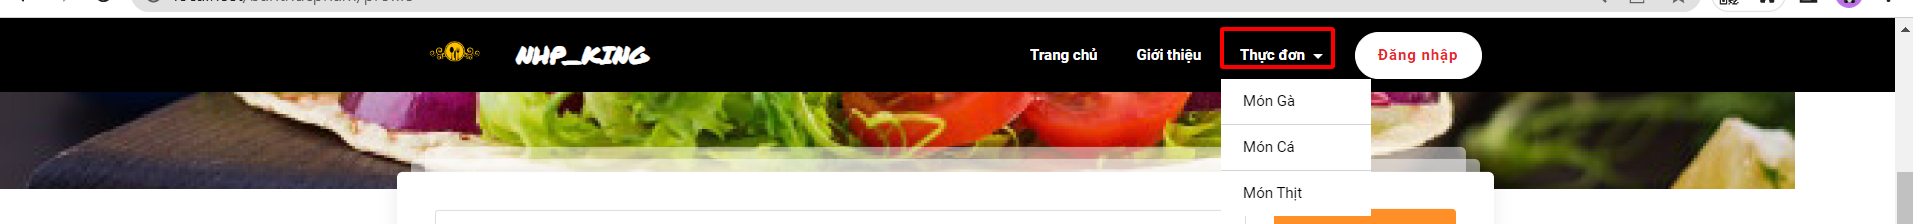 NHP_KING
Trang chủ
Giới thiệu
Thực đơn
Đăng nhập
Món Gà
Món Cá
Món Thịt